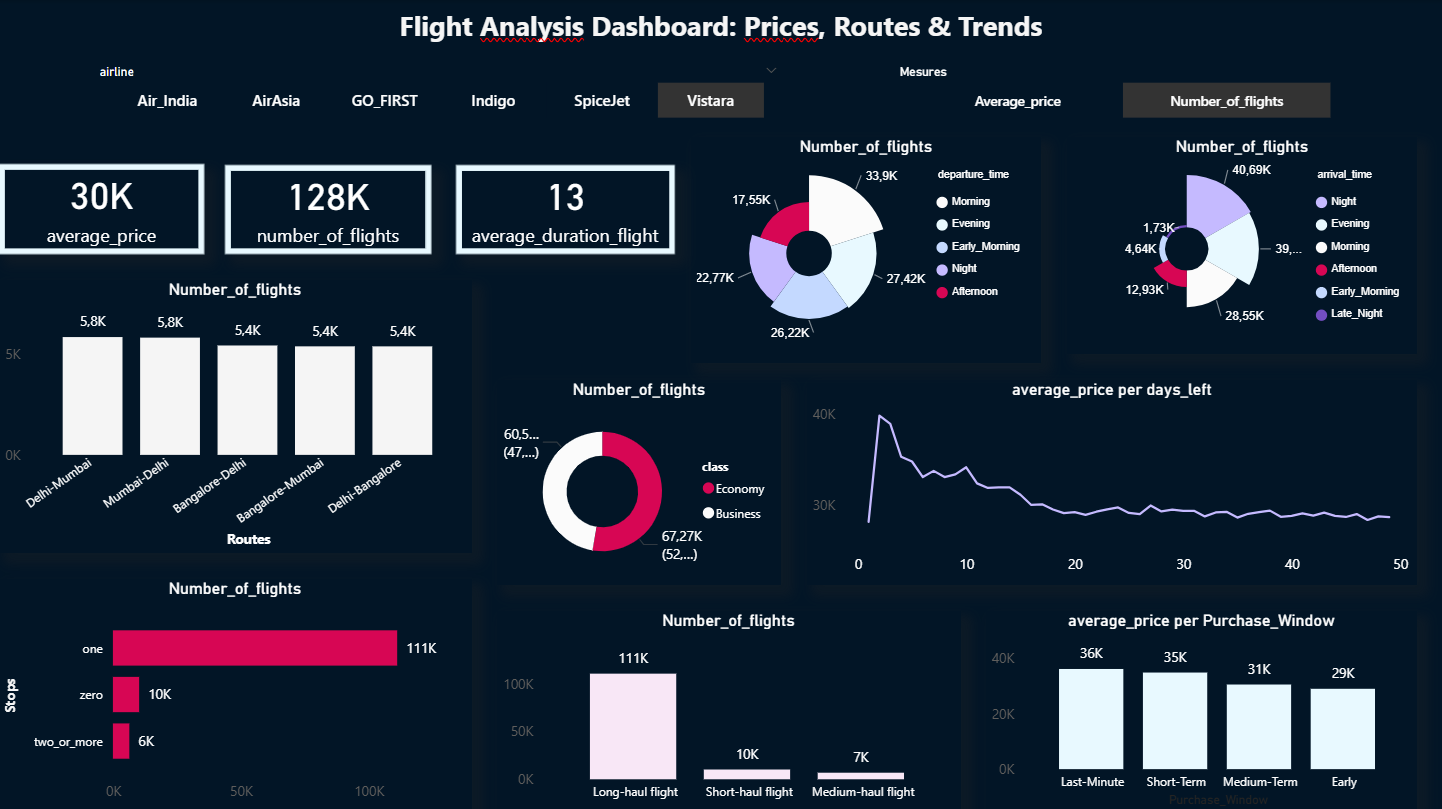 Flight Analysis Dashboard: Prices, Routes & Trends
airline
Air_India AirAsia GO_FIRST Indigo SpiceJet Vistara
Mesures
Average_price Number_of_flights
30K
average_price
128K
number_of_flights
13
average_duration_flight
Number_of_flights
33,9K
27,42K
26,22K
22,77K
17,55K
departure_time
Morning
Evening
Early_Morning
Night
Afternoon
Number_of_flights
40,69K
39,...
28,55K
12,93K
4,64K
1,73K
arrival_time
Night
Evening
Morning
Afternoon
Early_Morning
Late_Night
Number_of_flights
5K
0K
5,8K 5,8K 5,4K 5,4K 5,4K
Delhi-Mumbai Mumbai-Delhi Bangalore-Delhi Bangalore-Mumbai Delhi-Bangalore
Routes
Number_of_flights
60,5...
(47,...)
67,27K
(52,...)
class
Economy
Business
average_price per days_left
40K
30K
0 10 20 30 40 50
Number_of_flights
Stops
one 111K
zero 10K
two_or_more 6K
0K 50K 100K
Number_of_flights
100K
50K
0K
111K 10K 7K
Long-haul flight Short-haul flight Medium-haul flight
average_price per Purchase_Window
40K
20K
0K
36K 35K 31K 29K
Last-Minute Short-Term Medium-Term Early
Purchase_Window